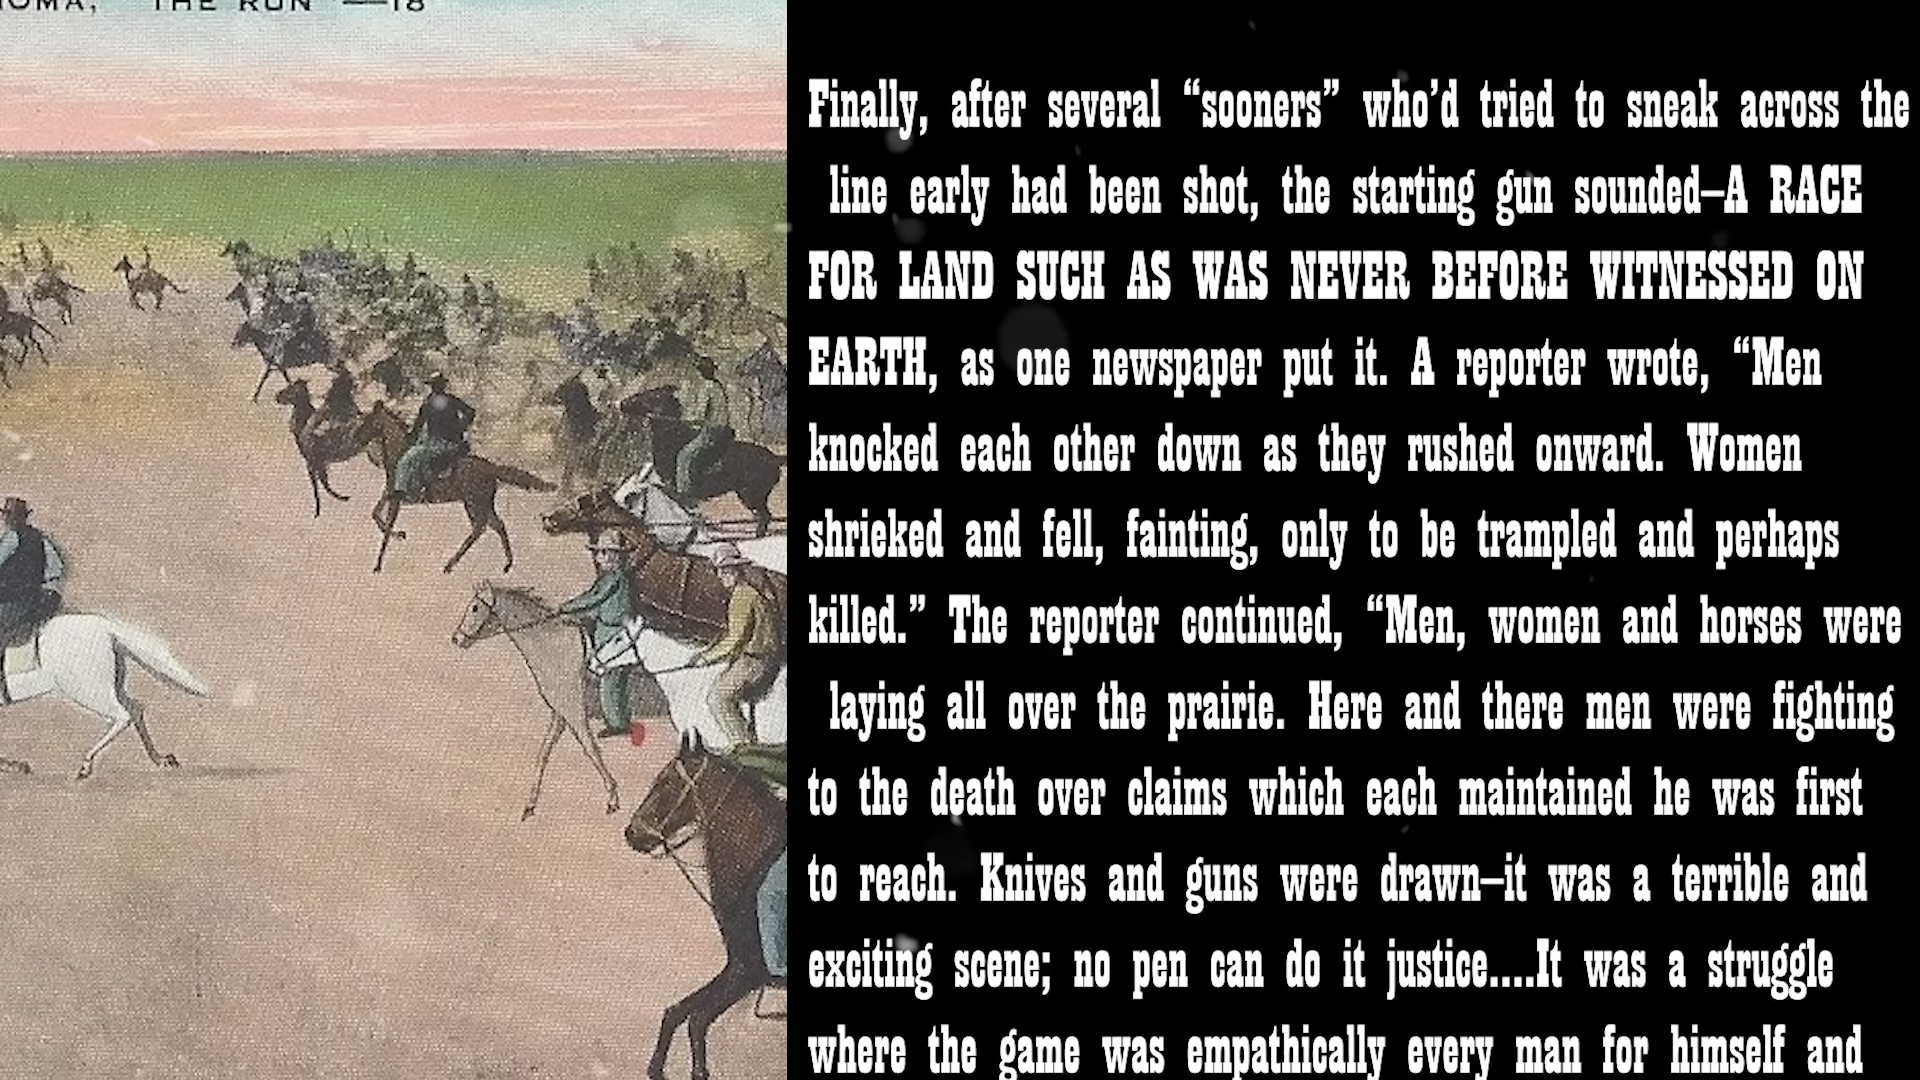 "THE RUN"—18
Finally, after several “sooners” who’d tried to sneak across the
line early had been shot, the starting gun sounded–A RACE
FOR LAND SUCH AS WAS NEVER BEFORE WITNESSED ON
EARTH, as one newspaper put it. A reporter wrote, “Men
knocked each other down as they rushed onward. Women
shrieked and fell, fainting, only to be trampled and perhaps
killed.” The reporter continued, “Men, women and horses were
laying all over the prairie. Here and there men were fighting
to the death over claims which each maintained he was first
to reach. Knives and guns were drawn–it was a terrible and
exciting scene; no pen can do it justice....It was a struggle
where the game was empathically every man for himself and